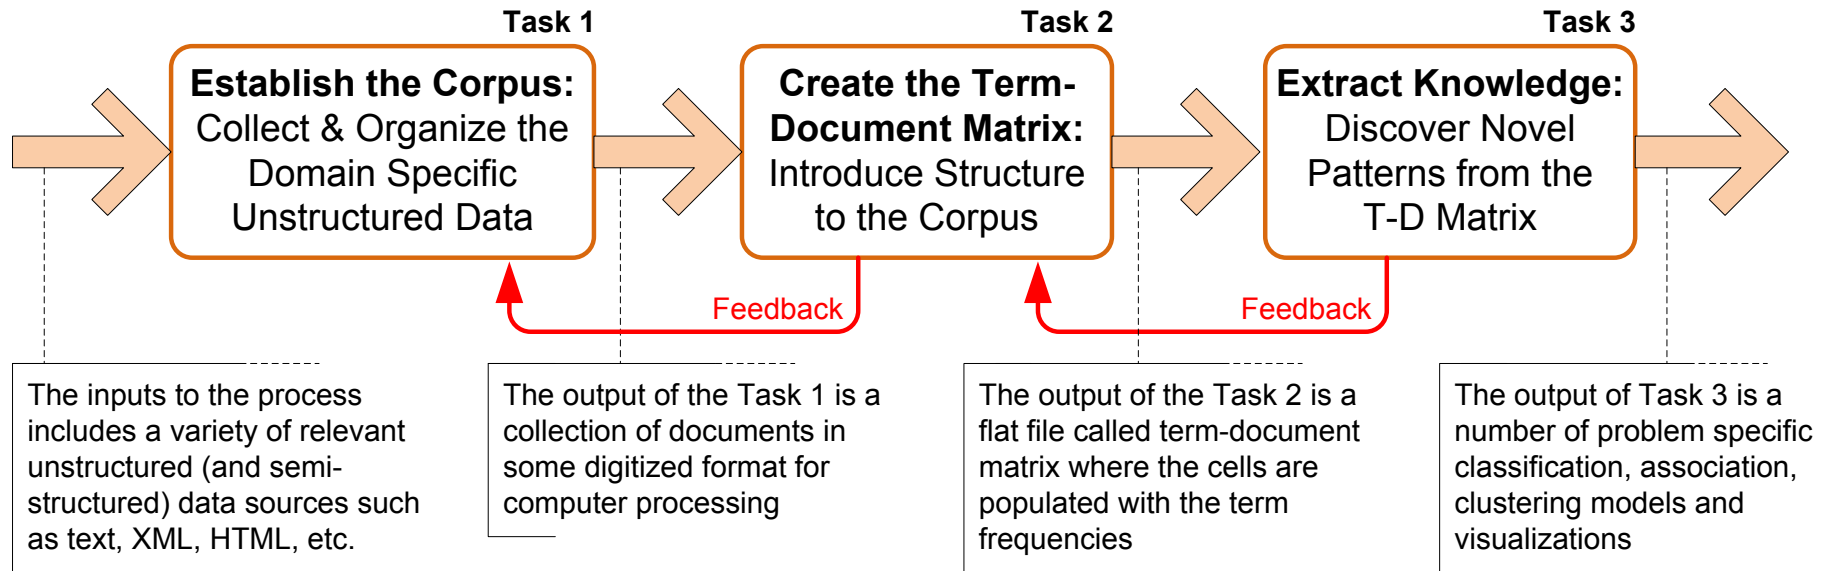 Task 1
Establish the Corpus:
Collect & Organize the
Domain Specific
Unstructured Data
Task 2
Create the Term-
Document Matrix:
Introduce Structure
to the Corpus
Task 3
Extract Knowledge:
Discover Novel
Patterns from the
T-D Matrix
Feedback
Feedback
The inputs to the process
includes a variety of relevant
unstructured (and semi-
structured) data sources such
as text, XML, HTML, etc.
The output of the Task 1 is a
collection of documents in
some digitized format for
computer processing
The output of the Task 2 is a
flat file called term-document
matrix where the cells are
populated with the term
frequencies
The output of Task 3 is a
number of problem specific
classification, association,
clustering models and
visualizations